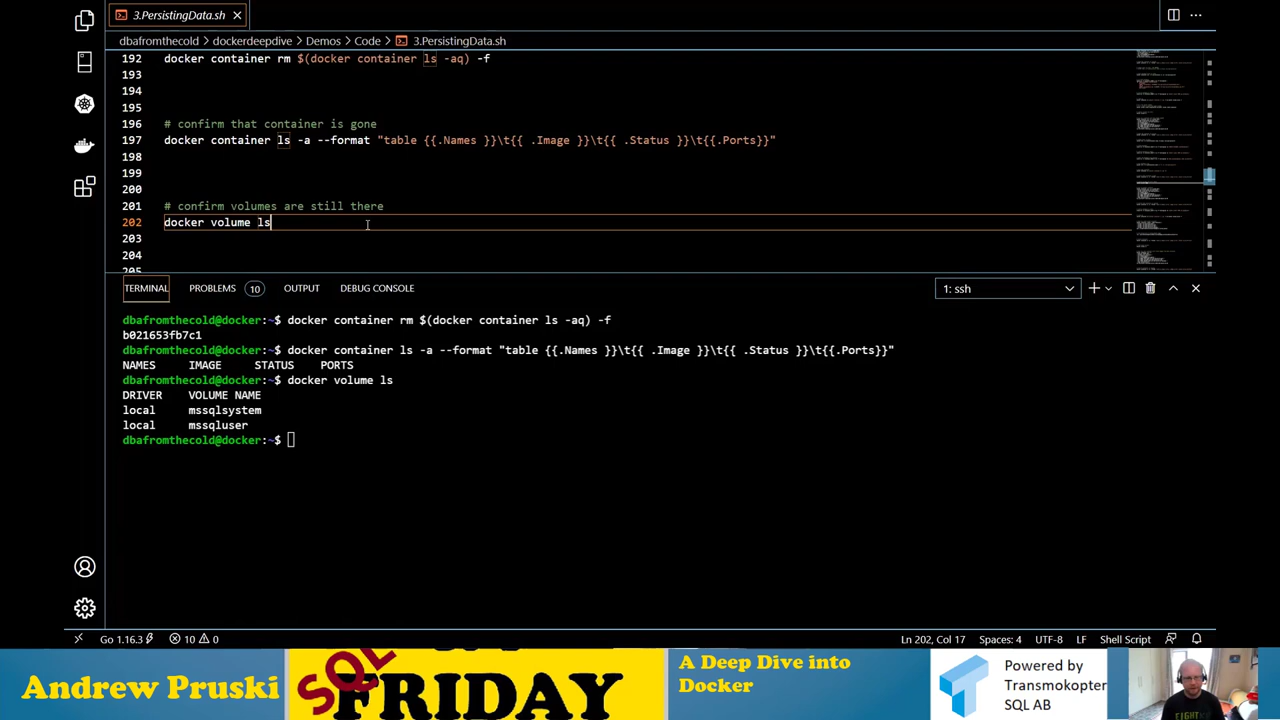 3.PersistingData.sh
dbafromthecold > dockerdeepdive > Demos > Code > 3.PersistingData.sh
192 docker container rm $(docker container ls -aq) -f
193
194
195
196 # confirm that container is gone
197 docker container ls -a --format "table {{.Names }}\t{{ .Image }}\t{{ .Status }}\t{{.Ports}}"
198
199
200
201 # confirm volumes are still there
202 docker volume ls
203
204
205
TERMINAL PROBLEMS 10 OUTPUT DEBUG CONSOLE 1: ssh
dbafromthecold@docker:~$ docker container rm $(docker container ls -aq) -f
b021653fb7c1
dbafromthecold@docker:~$ docker container ls -a --format "table {{.Names }}\t{{ .Image }}\t{{ .Status }}\t{{.Ports}}"
NAMES IMAGE STATUS PORTS
dbafromthecold@docker:~$ docker volume ls
DRIVER VOLUME NAME
local mssqlsystem
local mssqluser
dbafromthecold@docker:~$
Go 1.16.3 10 0 Ln 202, Col 17 Spaces: 4 UTF-8 LF Shell Script
Andrew Pruski
SQL
FRIDAY
A Deep Dive into
Docker
Powered by
Transmokopter
SQL AB